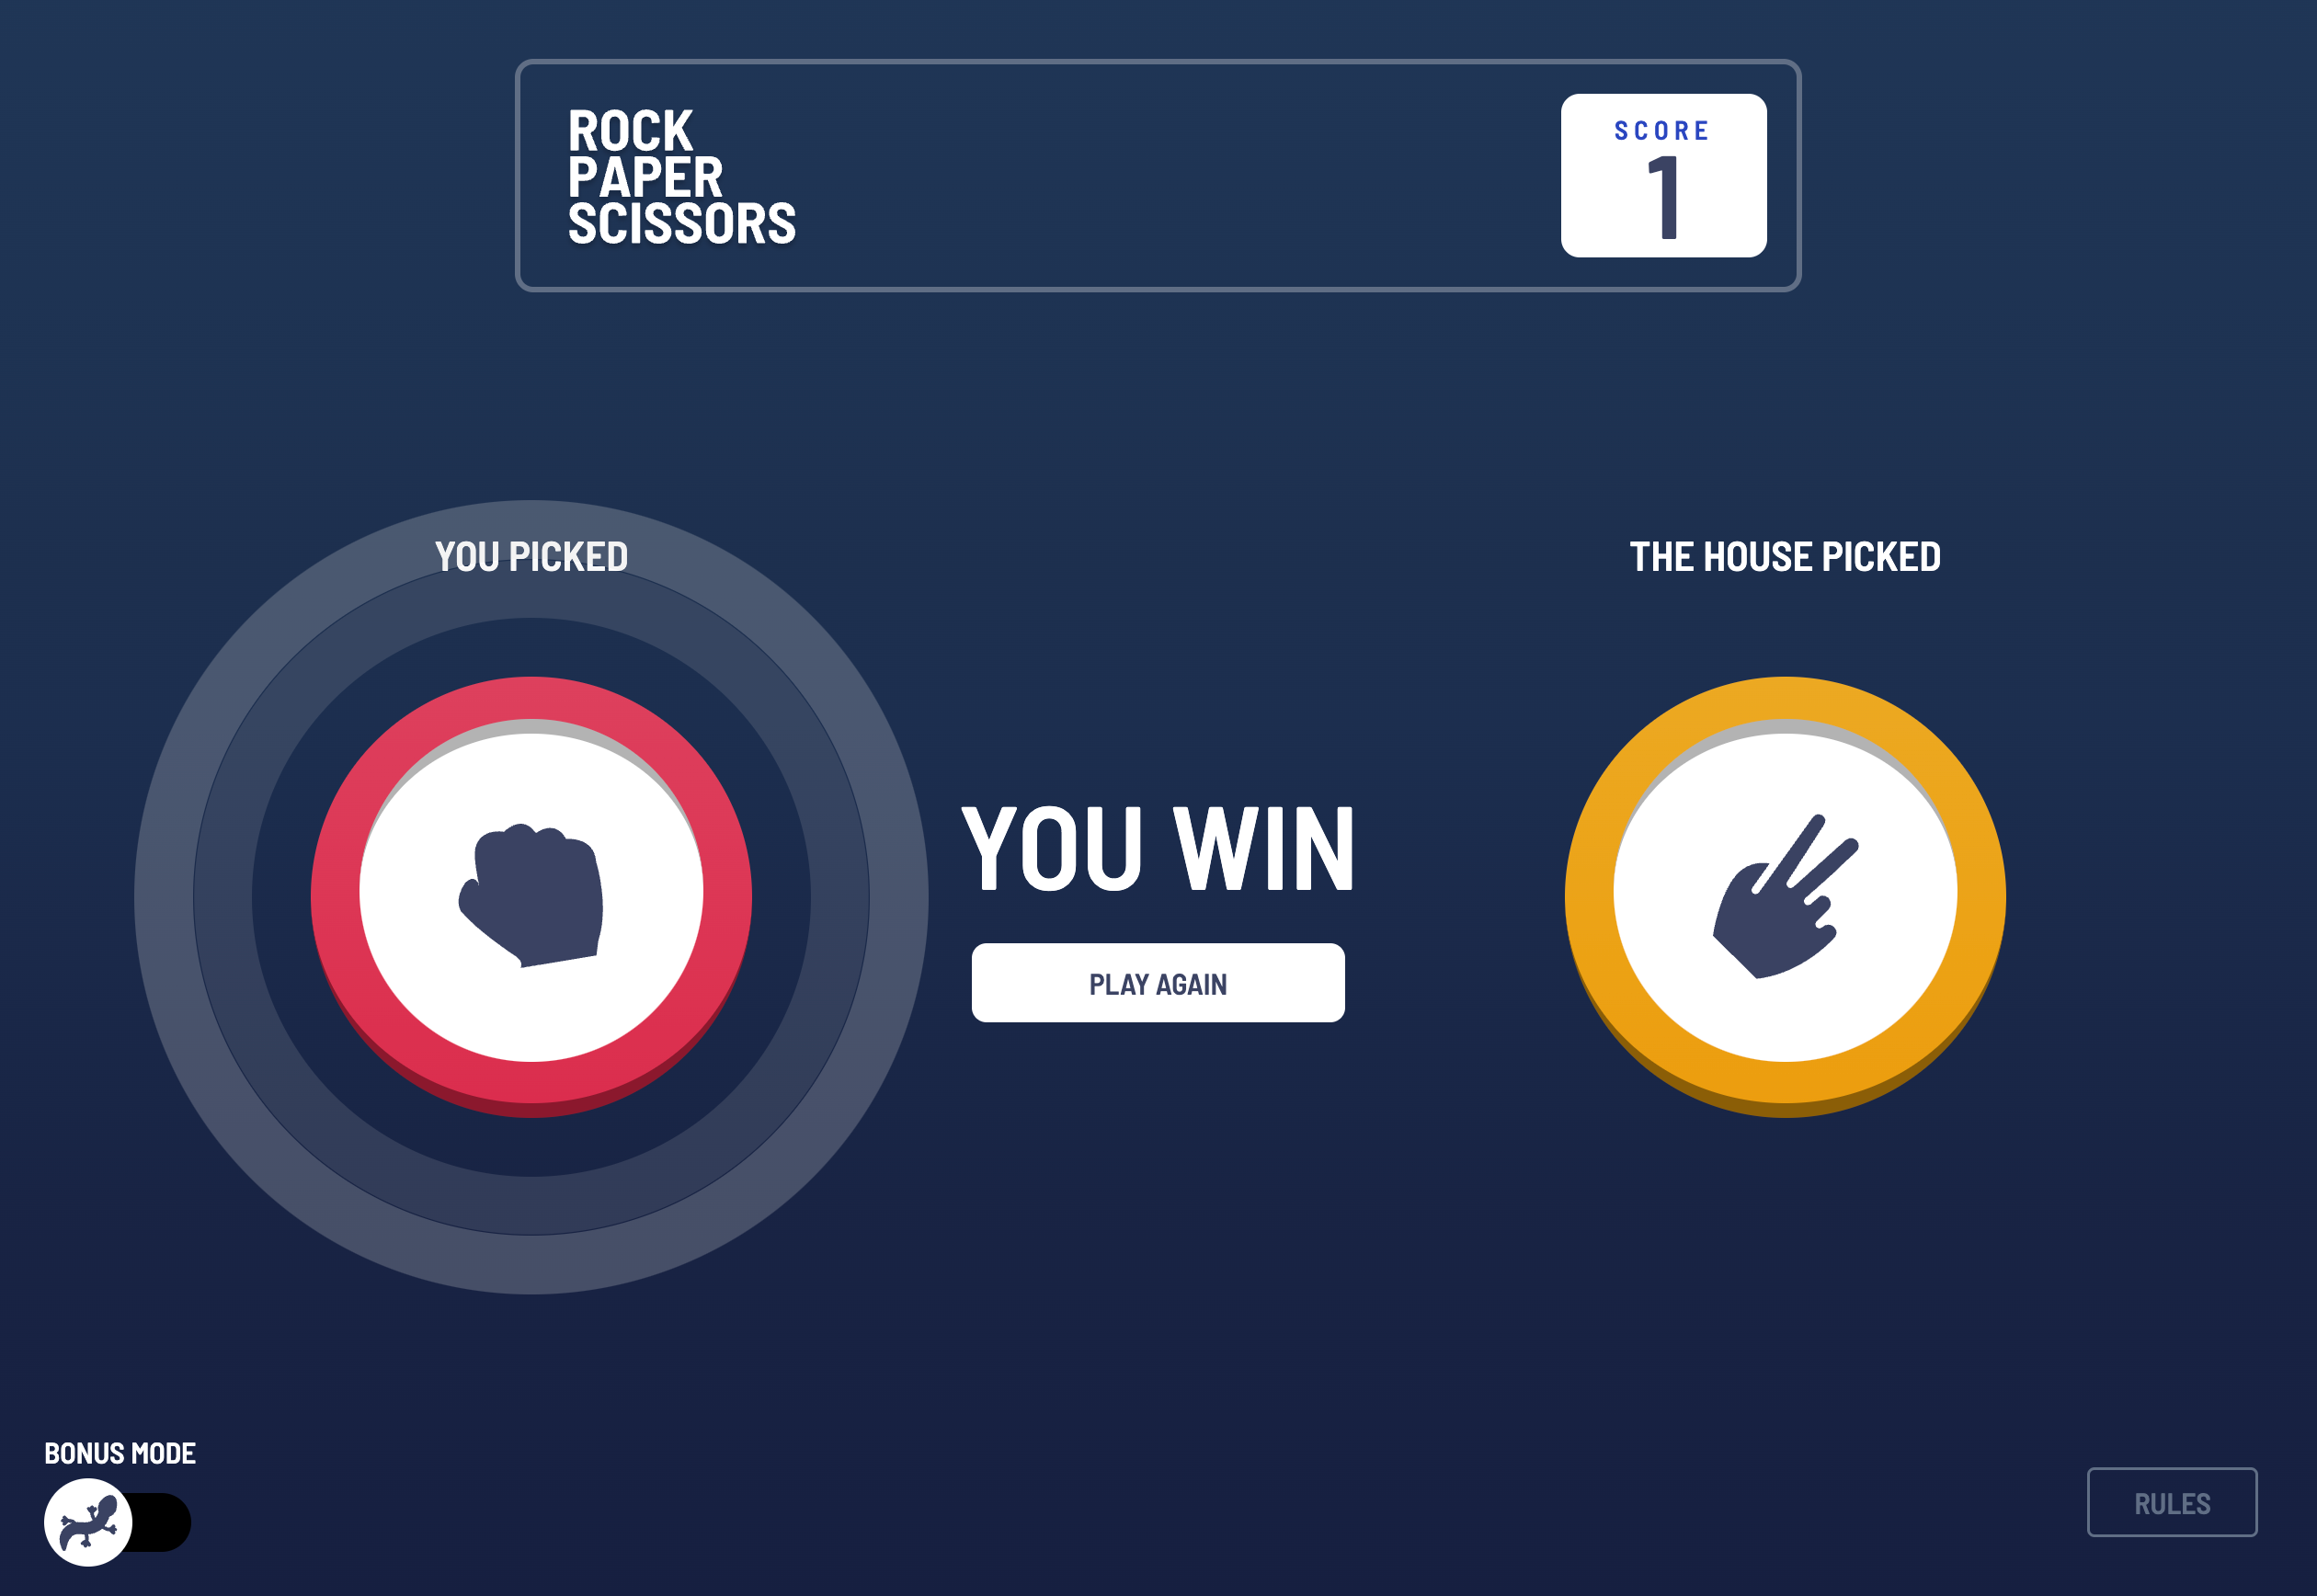 ROCK
PAPER
SCISSORS
SCORE
1
YOU PICKED
THE HOUSE PICKED
YOU WIN
PLAY AGAIN
BONUS MODE
RULES